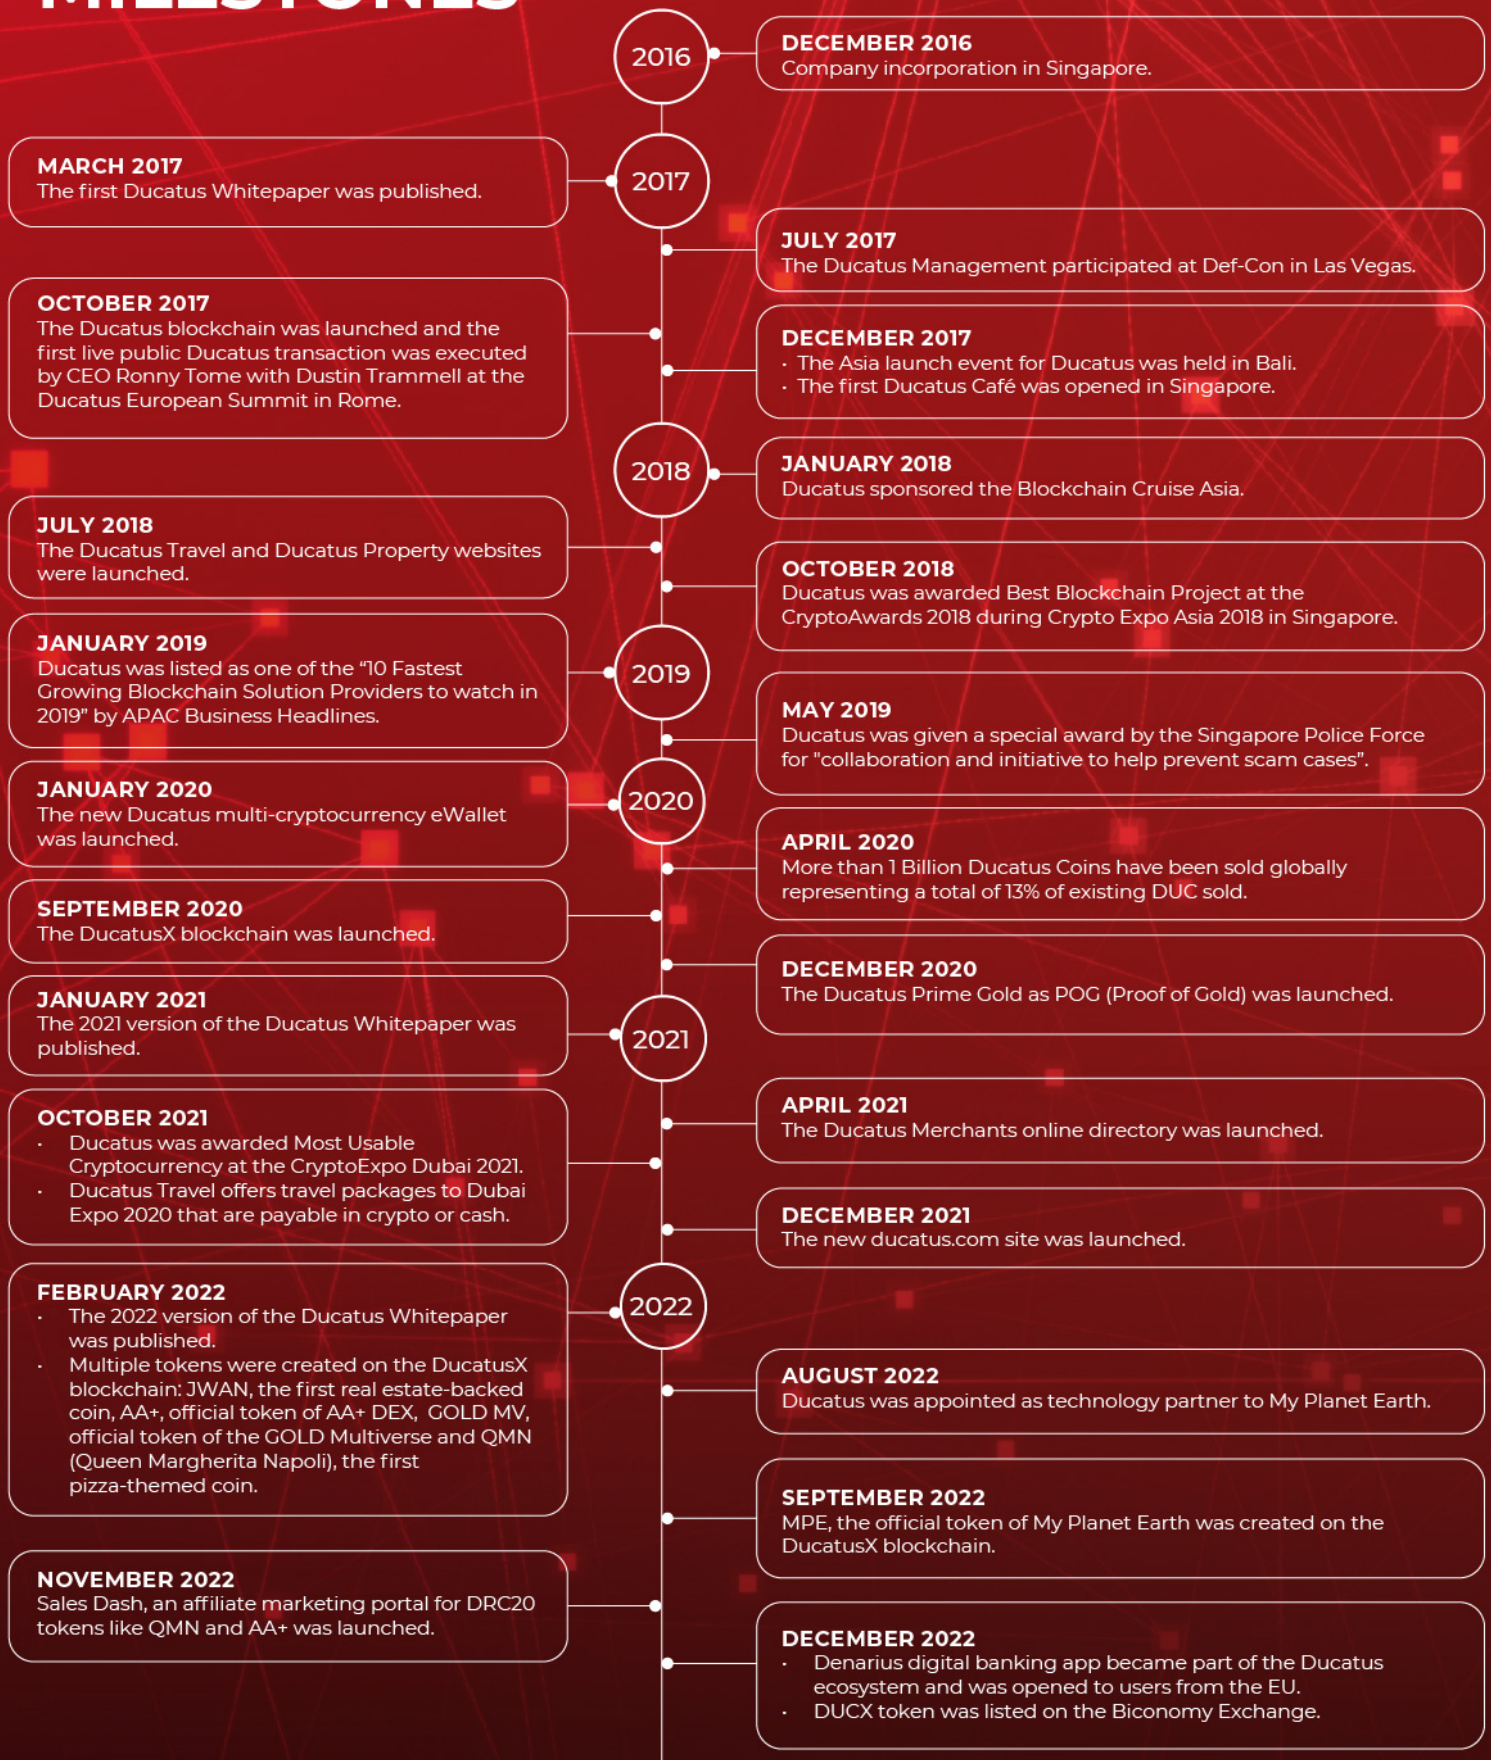 MILESTONES
2016
DECEMBER 2016
Company incorporation in Singapore.
MARCH 2017
The first Ducatus Whitepaper was published.
2017
JULY 2017
The Ducatus Management participated at Def-Con in Las Vegas.
OCTOBER 2017
The Ducatus blockchain was launched and the
first live public Ducatus transaction was executed
by CEO Ronny Tome with Dustin Trammell at the
Ducatus European Summit in Rome.
DECEMBER 2017
· The Asia launch event for Ducatus was held in Bali.
· The first Ducatus Café was opened in Singapore.
2018
JANUARY 2018
Ducatus sponsored the Blockchain Cruise Asia.
JULY 2018
The Ducatus Travel and Ducatus Property websites
were launched.
OCTOBER 2018
Ducatus was awarded Best Blockchain Project at the
CryptoAwards 2018 during Crypto Expo Asia 2018 in Singapore.
JANUARY 2019
Ducatus was listed as one of the “10 Fastest
Growing Blockchain Solution Providers to watch in
2019” by APAC Business Headlines.
2019
MAY 2019
Ducatus was given a special award by the Singapore Police Force
for "collaboration and initiative to help prevent scam cases”.
JANUARY 2020
The new Ducatus multi-cryptocurrency eWallet
was launched.
2020
APRIL 2020
More than 1 Billion Ducatus Coins have been sold globally
representing a total of 13% of existing DUC sold.
SEPTEMBER 2020
The DucatusX blockchain was launched.
DECEMBER 2020
The Ducatus Prime Gold as POG (Proof of Gold) was launched.
JANUARY 2021
The 2021 version of the Ducatus Whitepaper was
published.
2021
APRIL 2021
The Ducatus Merchants online directory was launched.
OCTOBER 2021
· Ducatus was awarded Most Usable
Cryptocurrency at the CryptoExpo Dubai 2021.
· Ducatus Travel offers travel packages to Dubai
Expo 2020 that are payable in crypto or cash.
DECEMBER 2021
The new ducatus.com site was launched.
FEBRUARY 2022
· The 2022 version of the Ducatus Whitepaper
was published.
· Multiple tokens were created on the DucatusX
blockchain: JWAN, the first real estate-backed
coin, AA+, official token of AA+ DEX, GOLD MV,
official token of the GOLD Multiverse and QMN
(Queen Margherita Napoli), the first
pizza-themed coin.
2022
AUGUST 2022
Ducatus was appointed as technology partner to My Planet Earth.
SEPTEMBER 2022
MPE, the official token of My Planet Earth was created on the
DucatusX blockchain.
NOVEMBER 2022
Sales Dash, an affiliate marketing portal for DRC20
tokens like QMN and AA+ was launched.
DECEMBER 2022
· Denarius digital banking app became part of the Ducatus
ecosystem and was opened to users from the EU.
· DUCX token was listed on the Biconomy Exchange.